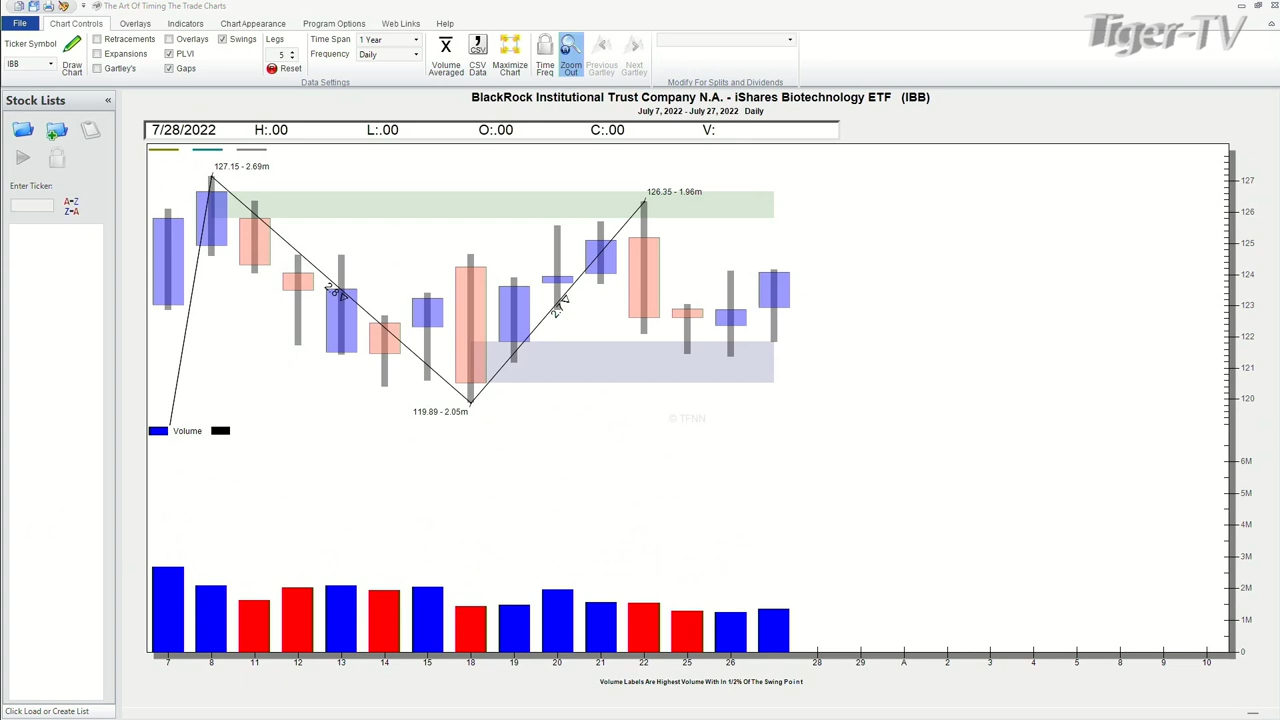 The Art Of Timing The Trade Charts
Tiger-TV
File Chart Controls Overlays Indicators Chart Appearance Program Options Web Links Help
Ticker Symbol
IBB
Draw
Chart
Retracements Overlays Swings
Expansions PLVI
Gartley's Gaps
Legs
5
Reset
Time Span 1 Year
Frequency Daily
Data Settings
Volume
Averaged
CSV
CSV
Data
Maximize
Chart
Time
Freq
Zoom
Out
Previous
Gartley
Next
Gartley
Modify For Splits and Dividends
Stock Lists «
BlackRock Institutional Trust Company N.A. - iShares Biotechnology ETF (IBB)
July 7, 2022 - July 27, 2022 Daily
7/28/2022 H:.00 L:.00 O:.00 C:.00 V:
Enter Ticker:
A-Z
Z-A
127.15 - 2.69m
126.35 - 1.96m
119.89 - 2.05m
127
126
125
124
123
122
121
120
© TFNN
Volume
6M
5M
4M
3M
2M
1M
0
7 8 11 12 13 14 15 18 19 20 21 22 25 26 28 29 A 2 3 4 5 8 9 10
Volume Labels Are Highest Volume With In 1/2% Of The Swing Point
Click Load or Create List